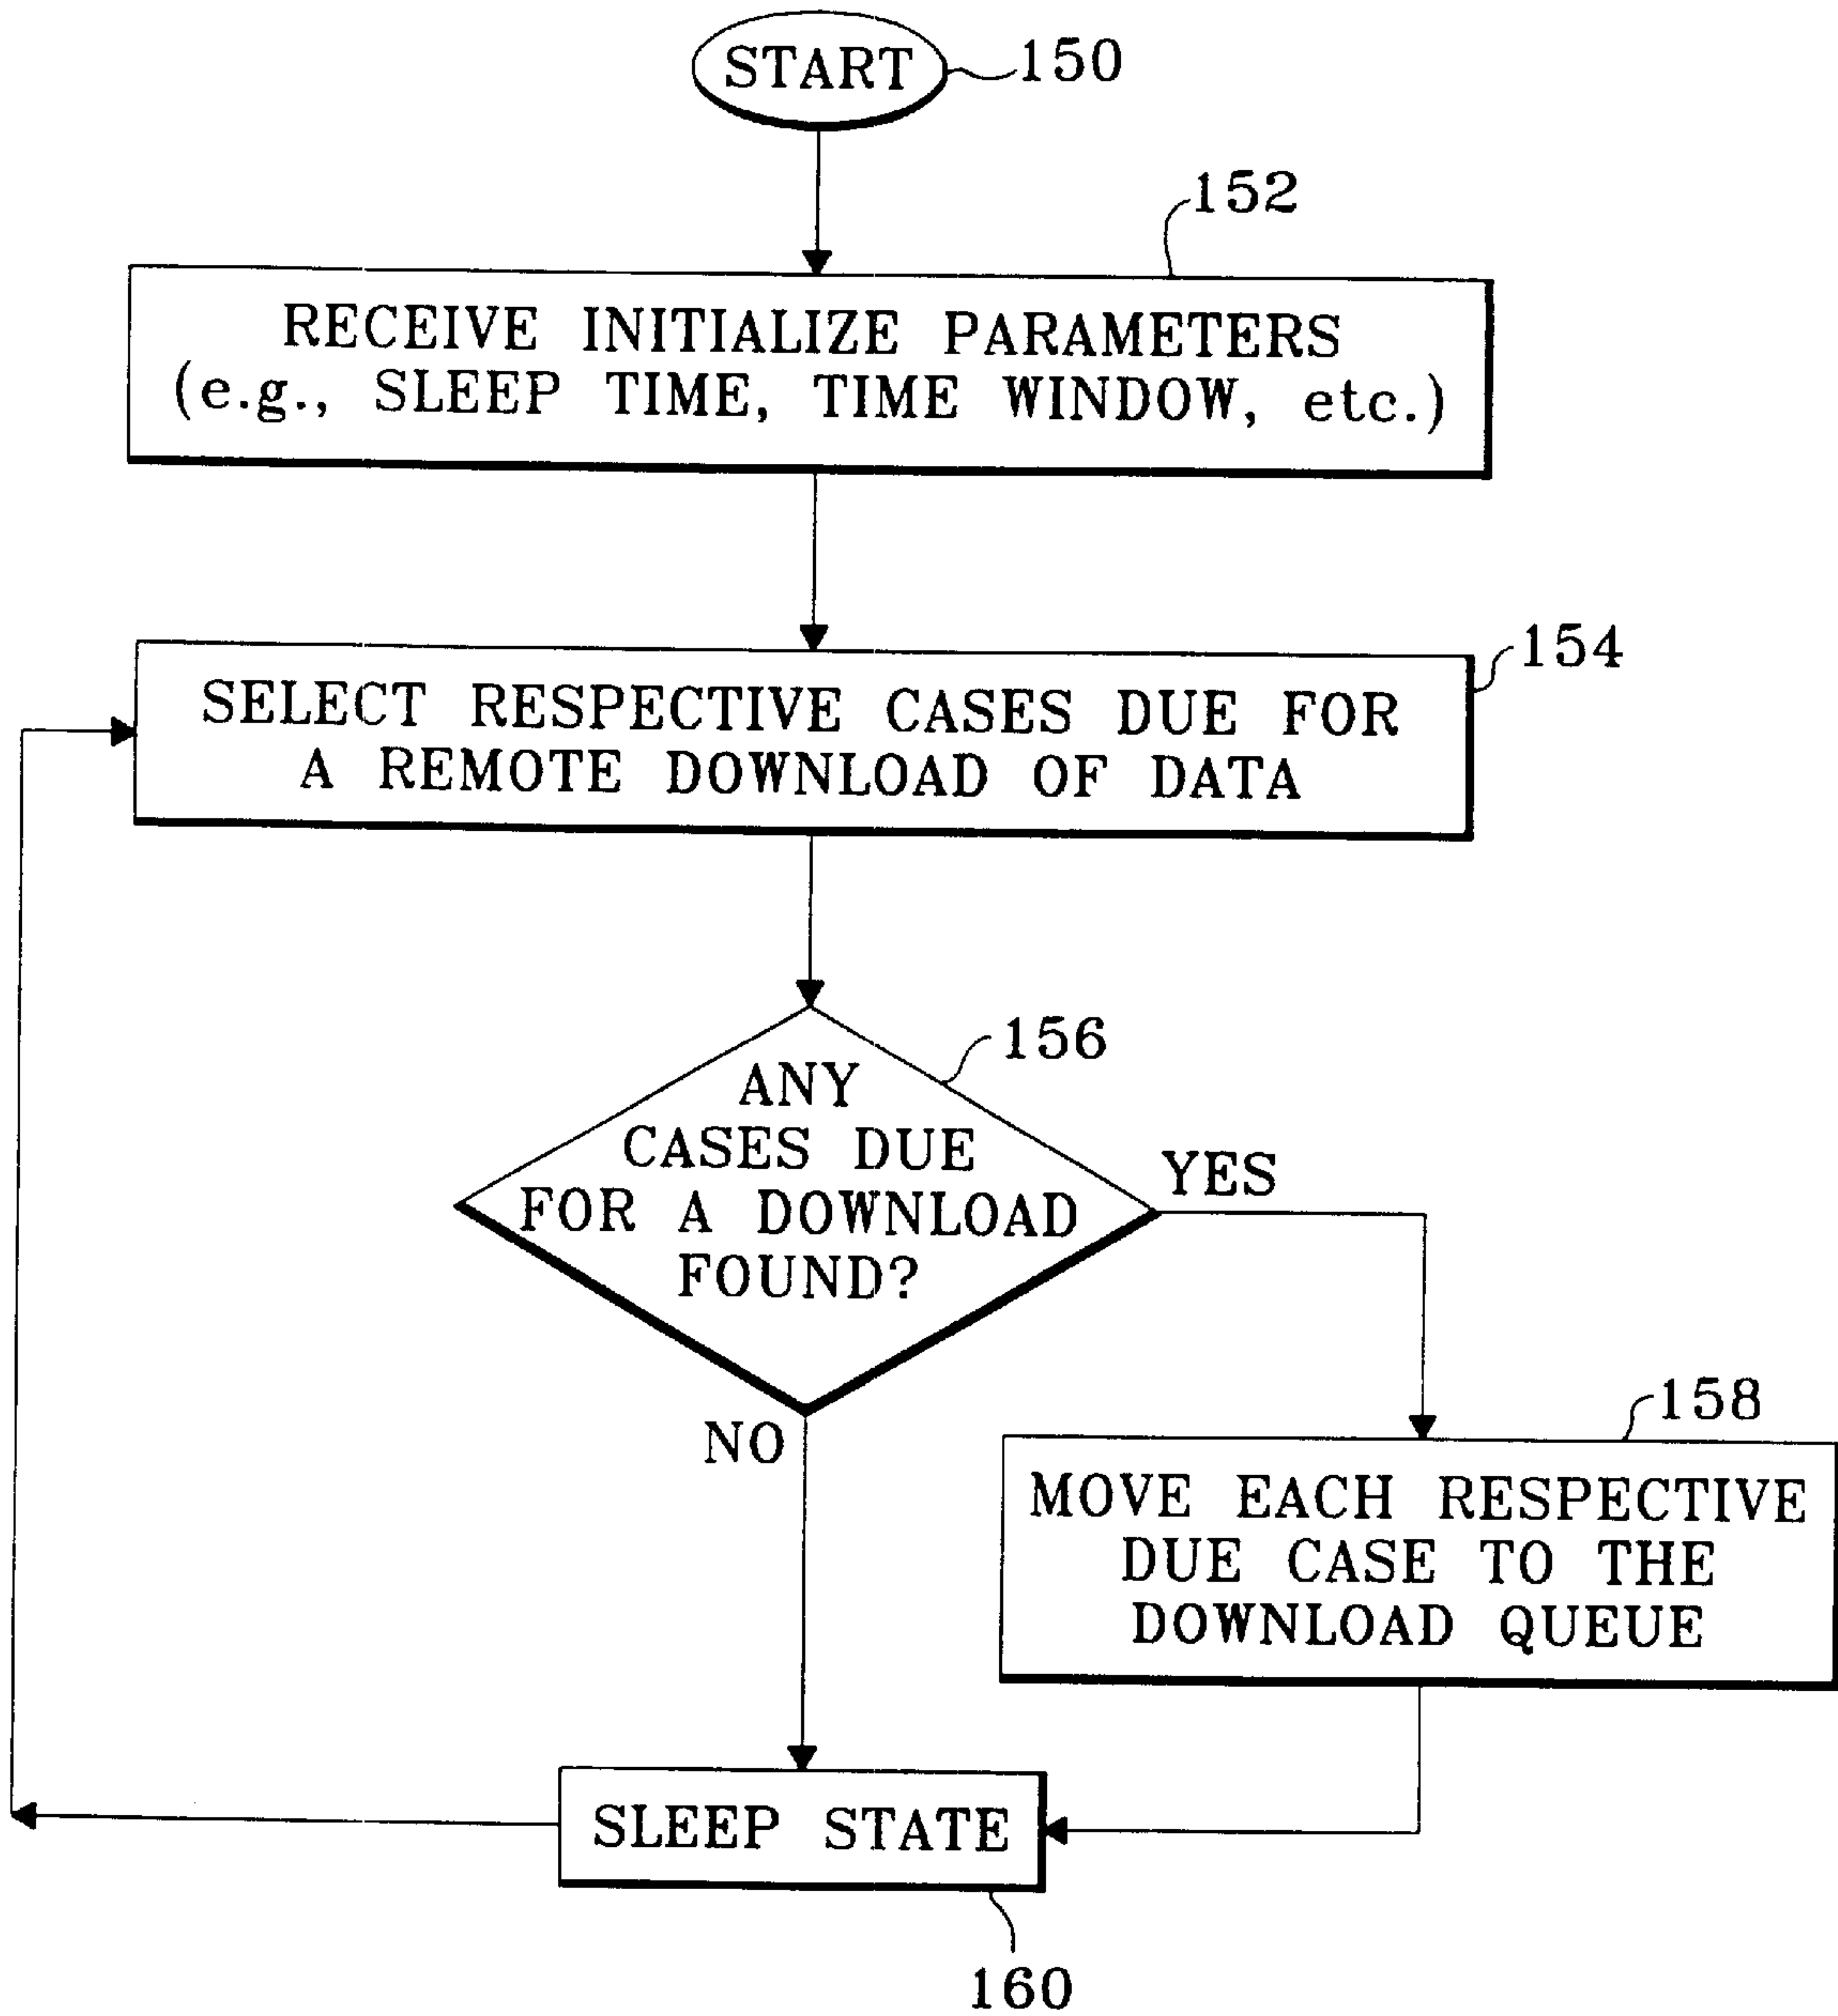 START
150
152
RECEIVE INITIALIZE PARAMETERS
(e.g., SLEEP TIME, TIME WINDOW, etc.)
154
SELECT RESPECTIVE CASES DUE FOR
A REMOTE DOWNLOAD OF DATA
156
ANY
CASES DUE
FOR A DOWNLOAD
FOUND?
YES
NO
158
MOVE EACH RESPECTIVE
DUE CASE TO THE
DOWNLOAD QUEUE
SLEEP STATE
160